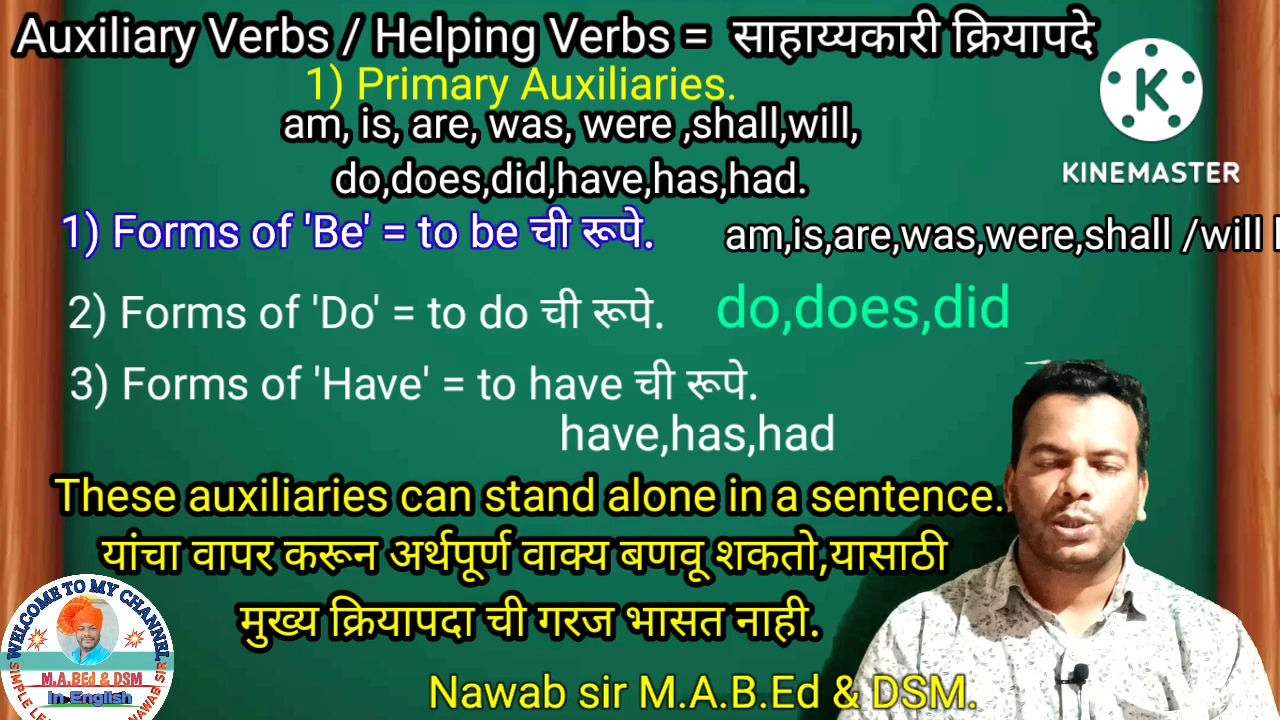 Auxiliary Verbs / Helping Verbs = साहाय्यकारी क्रियापदे
1) Primary Auxiliaries.
am, is, are, was, were ,shall,will,
do,does,did,have,has,had.
K
KINEMASTER
1) Forms of 'Be' = to be ची रूपे. am,is,are,was,were,shall /will
2) Forms of 'Do' = to do ची रूपे. do,does,did
3) Forms of 'Have' = to have ची रूपे.
have,has,had
These auxiliaries can stand alone in a sentence.
यांचा वापर करून अर्थपूर्ण वाक्य बणवू शकतो,यासाठी
मुख्य क्रियापदा ची गरज भासत नाही.
Nawab sir M.A.B.Ed & DSM.
WELCOME TO MY CHANNEL
M.A.BEd & DSM
In English
SIMPLE
NAWAB SIR